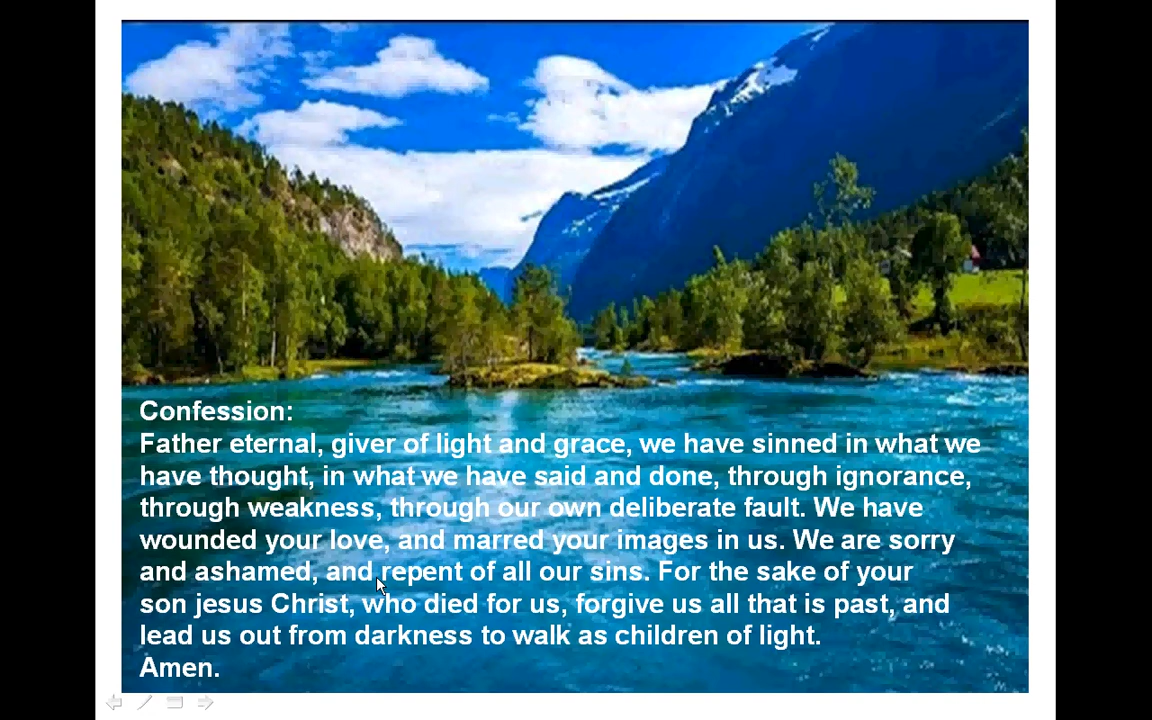 Confession:
Father eternal, giver of light and grace, we have sinned in what we
have thought, in what we have said and done, through ignorance,
through weakness, through our own deliberate fault. We have
wounded your love, and marred your images in us. We are sorry
and ashamed, and repent of all our sins. For the sake of your
son jesus Christ, who died for us, forgive us all that is past, and
lead us out from darkness to walk as children of light.
Amen.